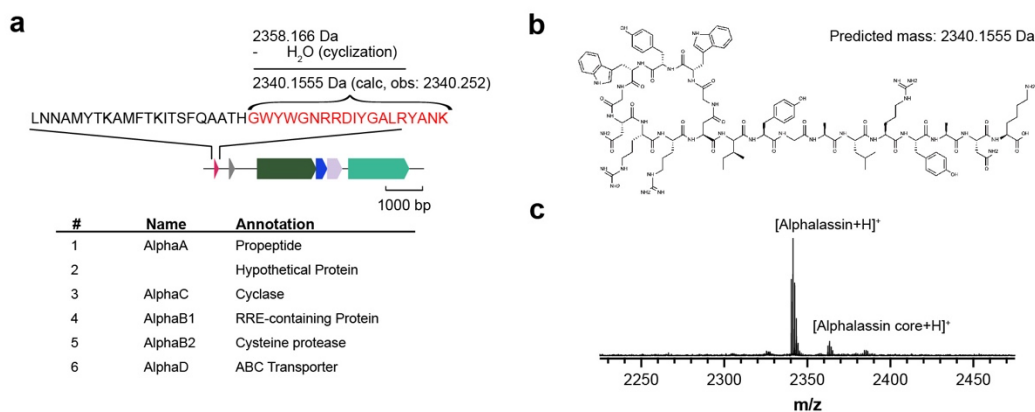 a
2358.166 Da
- H₂O (cyclization)
2340.1555 Da (calc, obs: 2340.252)
LNNAMYTKAMFTKITSFQAATHGWYWGNRRDIYGALRYANK
1000 bp
# Name Annotation
1 AlphaA Propeptide
2 Hypothetical Protein
3 AlphaC Cyclase
4 AlphaB1 RRE-containing Protein
5 AlphaB2 Cysteine protease
6 AlphaD ABC Transporter
b
Predicted mass: 2340.1555 Da
c
[Alphalassin+H]⁺
[Alphalassin core+H]⁺
2250 2300 2350 2400 2450
m/z